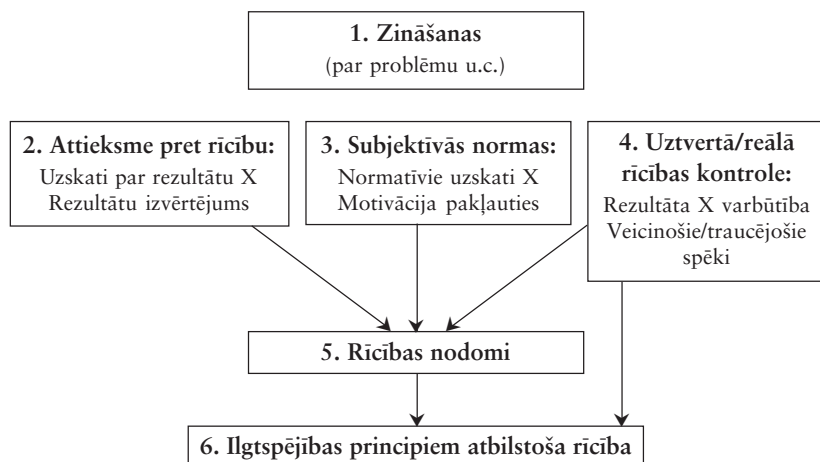 1. Zināšanas
(par problēmu u.c.)
2. Attieksme pret rīcību:
Uzskati par rezultātu X
Rezultātu izvērtējums
3. Subjektīvās normas:
Normatīvie uzskati X
Motivācija pakļauties
4. Uztvertā/reālā
rīcības kontrole:
Rezultāta X varbūtība
Veicinošie/traucējošie
spēki
5. Rīcības nodomi
6. Ilgtspējības principiem atbilstoša rīcība